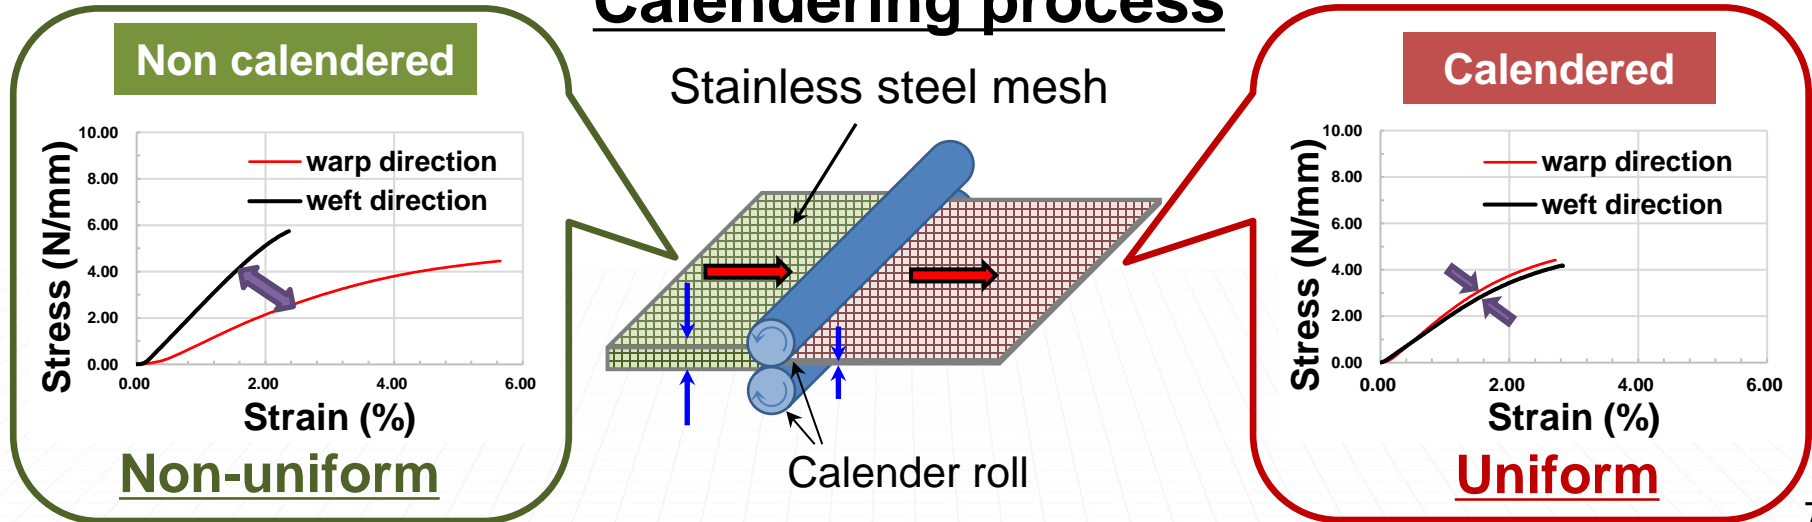 Calendering process
Non calendered
Stainless steel mesh
Calendered
10.00
8.00
6.00
4.00
2.00
0.00
0.00 2.00 4.00 6.00
Stress (N/mm)
Strain (%)
warp direction
weft direction
Non-uniform
Calender roll
10.00
8.00
6.00
4.00
2.00
0.00
0.00 2.00 4.00 6.00
Stress (N/mm)
Strain (%)
warp direction
weft direction
Uniform